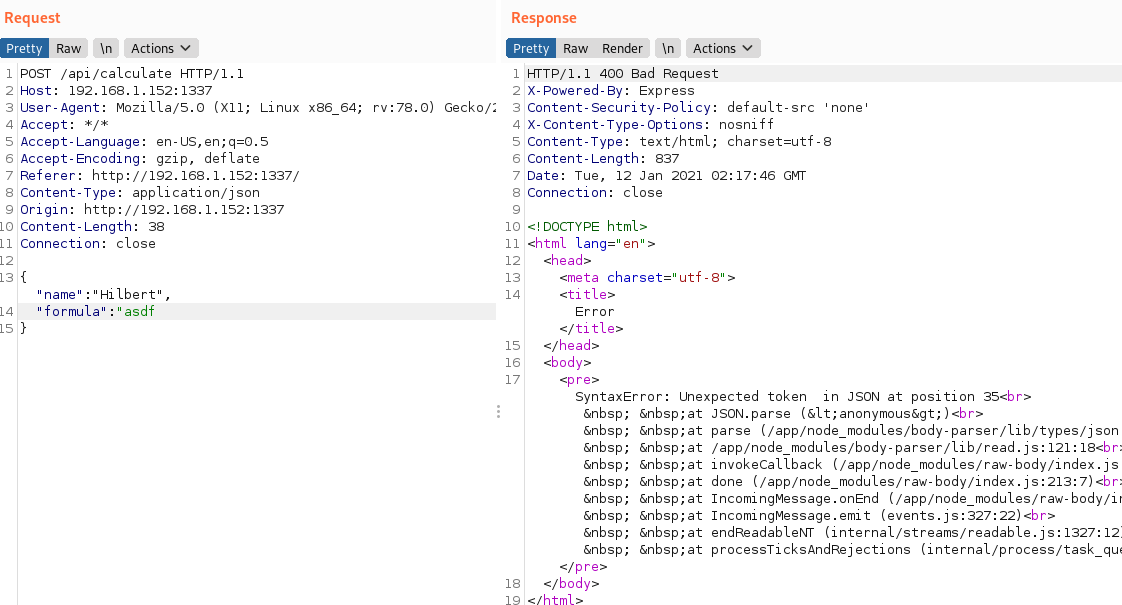 Request
Pretty Raw \n Actions
1 POST /api/calculate HTTP/1.1
2 Host: 192.168.1.152:1337
3 User-Agent: Mozilla/5.0 (X11; Linux x86_64; rv:78.0) Gecko/2
4 Accept: */*
5 Accept-Language: en-US,en;q=0.5
6 Accept-Encoding: gzip, deflate
7 Referer: http://192.168.1.152:1337/
8 Content-Type: application/json
9 Origin: http://192.168.1.152:1337
10 Content-Length: 38
11 Connection: close
12
13 {
"name":"Hilbert",
14 "formula":"asdf
15 }
Response
Pretty Raw Render \n Actions
1 HTTP/1.1 400 Bad Request
2 X-Powered-By: Express
3 Content-Security-Policy: default-src 'none'
4 X-Content-Type-Options: nosniff
5 Content-Type: text/html; charset=utf-8
6 Content-Length: 837
7 Date: Tue, 12 Jan 2021 02:17:46 GMT
8 Connection: close
9
10 <!DOCTYPE html>
11 <html lang="en">
12 <head>
13 <meta charset="utf-8">
14 <title>
Error
</title>
15 </head>
16 <body>
17 <pre>
SyntaxError: Unexpected token  in JSON at position 35<br>
&nbsp; &nbsp;at JSON.parse (&lt;anonymous&gt;)<br>
&nbsp; &nbsp;at parse (/app/node_modules/body-parser/lib/types/json
&nbsp; &nbsp;at /app/node_modules/body-parser/lib/read.js:121:18<br>
&nbsp; &nbsp;at invokeCallback (/app/node_modules/raw-body/index.js
&nbsp; &nbsp;at done (/app/node_modules/raw-body/index.js:213:7)<br>
&nbsp; &nbsp;at IncomingMessage.onEnd (/app/node_modules/raw-body/in
&nbsp; &nbsp;at IncomingMessage.emit (events.js:327:22)<br>
&nbsp; &nbsp;at endReadableNT (internal/streams/readable.js:1327:12)
&nbsp; &nbsp;at processTicksAndRejections (internal/process/task_que
</pre>
18 </body>
19 </html>